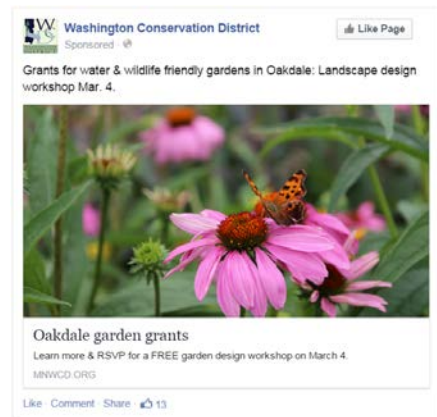 W
Washington Conservation District
Like Page
Sponsored ·
Grants for water & wildlife friendly gardens in Oakdale: Landscape design
workshop Mar. 4.
Oakdale garden grants
Learn more & RSVP for a FREE garden design workshop on March 4.
MNWCD.ORG
Like · Comment · Share · 13